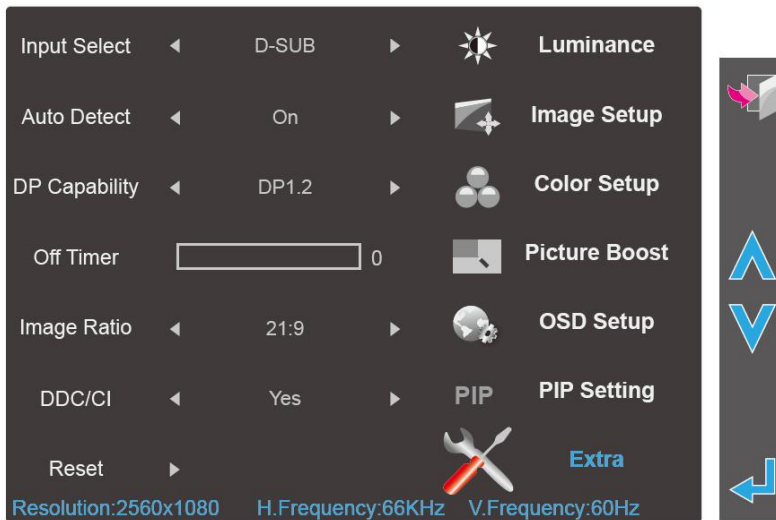 Input Select D-SUB Luminance
Auto Detect On Image Setup
DP Capability DP1.2 Color Setup
Off Timer 0 Picture Boost
Image Ratio 21:9 OSD Setup
DDC/CI Yes PIP PIP Setting
Reset Extra
Resolution:2560x1080 H.Frequency:66KHz V.Frequency:60Hz